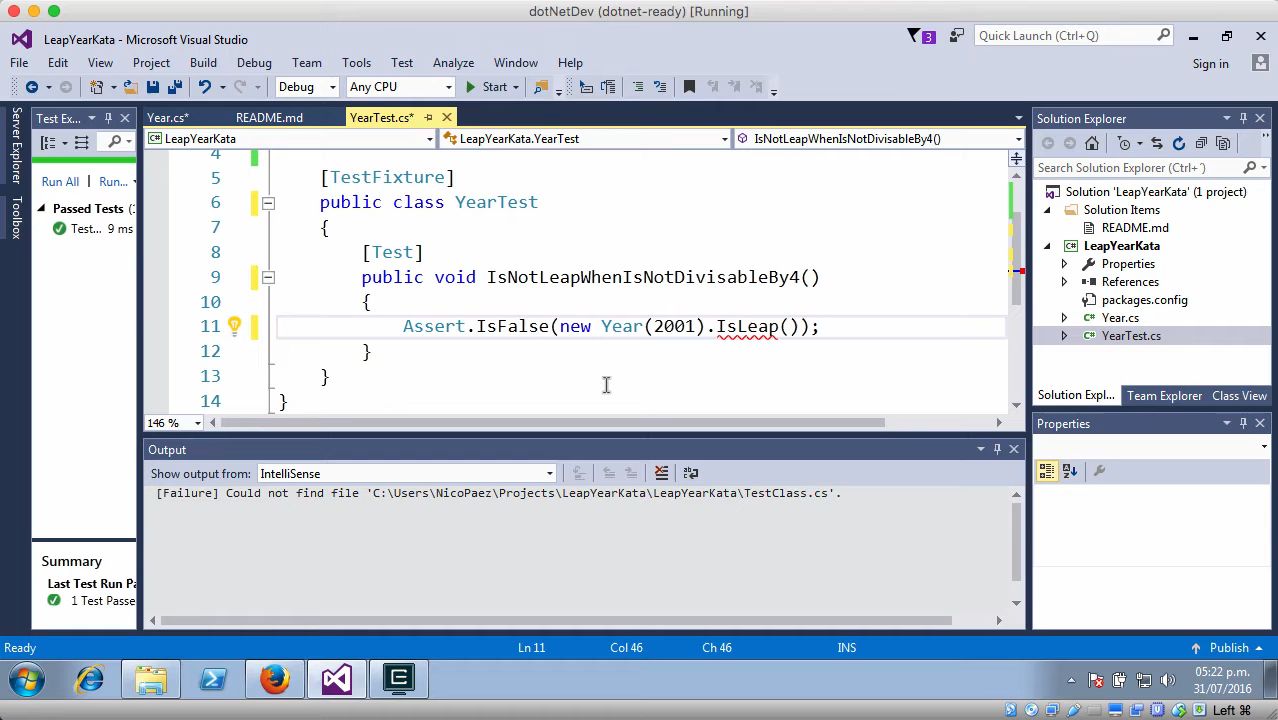 dotNetDev (dotnet-ready) [Running]
LeapYearKata - Microsoft Visual Studio
3
Quick Launch (Ctrl+Q)
File Edit View Project Build Debug Team Tools Test Analyze Window Help
Sign in
Debug
Any CPU
Start
Server Explorer
Toolbox
Test Ex...
Run All Run...
Passed Tests (1
Test... 9 ms
Summary
Last Test Run Pa
1 Test Passe
Year.cs* README.md YearTest.cs*
LeapYearKata LeapYearKata.YearTest IsNotLeapWhenIsNotDivisableBy4()
4
5 [TestFixture]
6 public class YearTest
7 {
8 [Test]
9 public void IsNotLeapWhenIsNotDivisableBy4()
10 {
11 Assert.IsFalse(new Year(2001).IsLeap());
12 }
13 }
14 }
146 %
Output
Show output from: IntelliSense
[Failure] Could not find file 'C:\Users\NicoPaez\Projects\LeapYearKata\LeapYearKata\TestClass.cs'.
Solution Explorer
Search Solution Explorer (Ctrl+´)
Solution 'LeapYearKata' (1 project)
Solution Items
README.md
LeapYearKata
Properties
References
packages.config
Year.cs
YearTest.cs
Solution Expl... Team Explorer Class View
Properties
Ready Ln 11 Col 46 Ch 46 INS Publish
05:22 p.m.
31/07/2016
Left ⌘